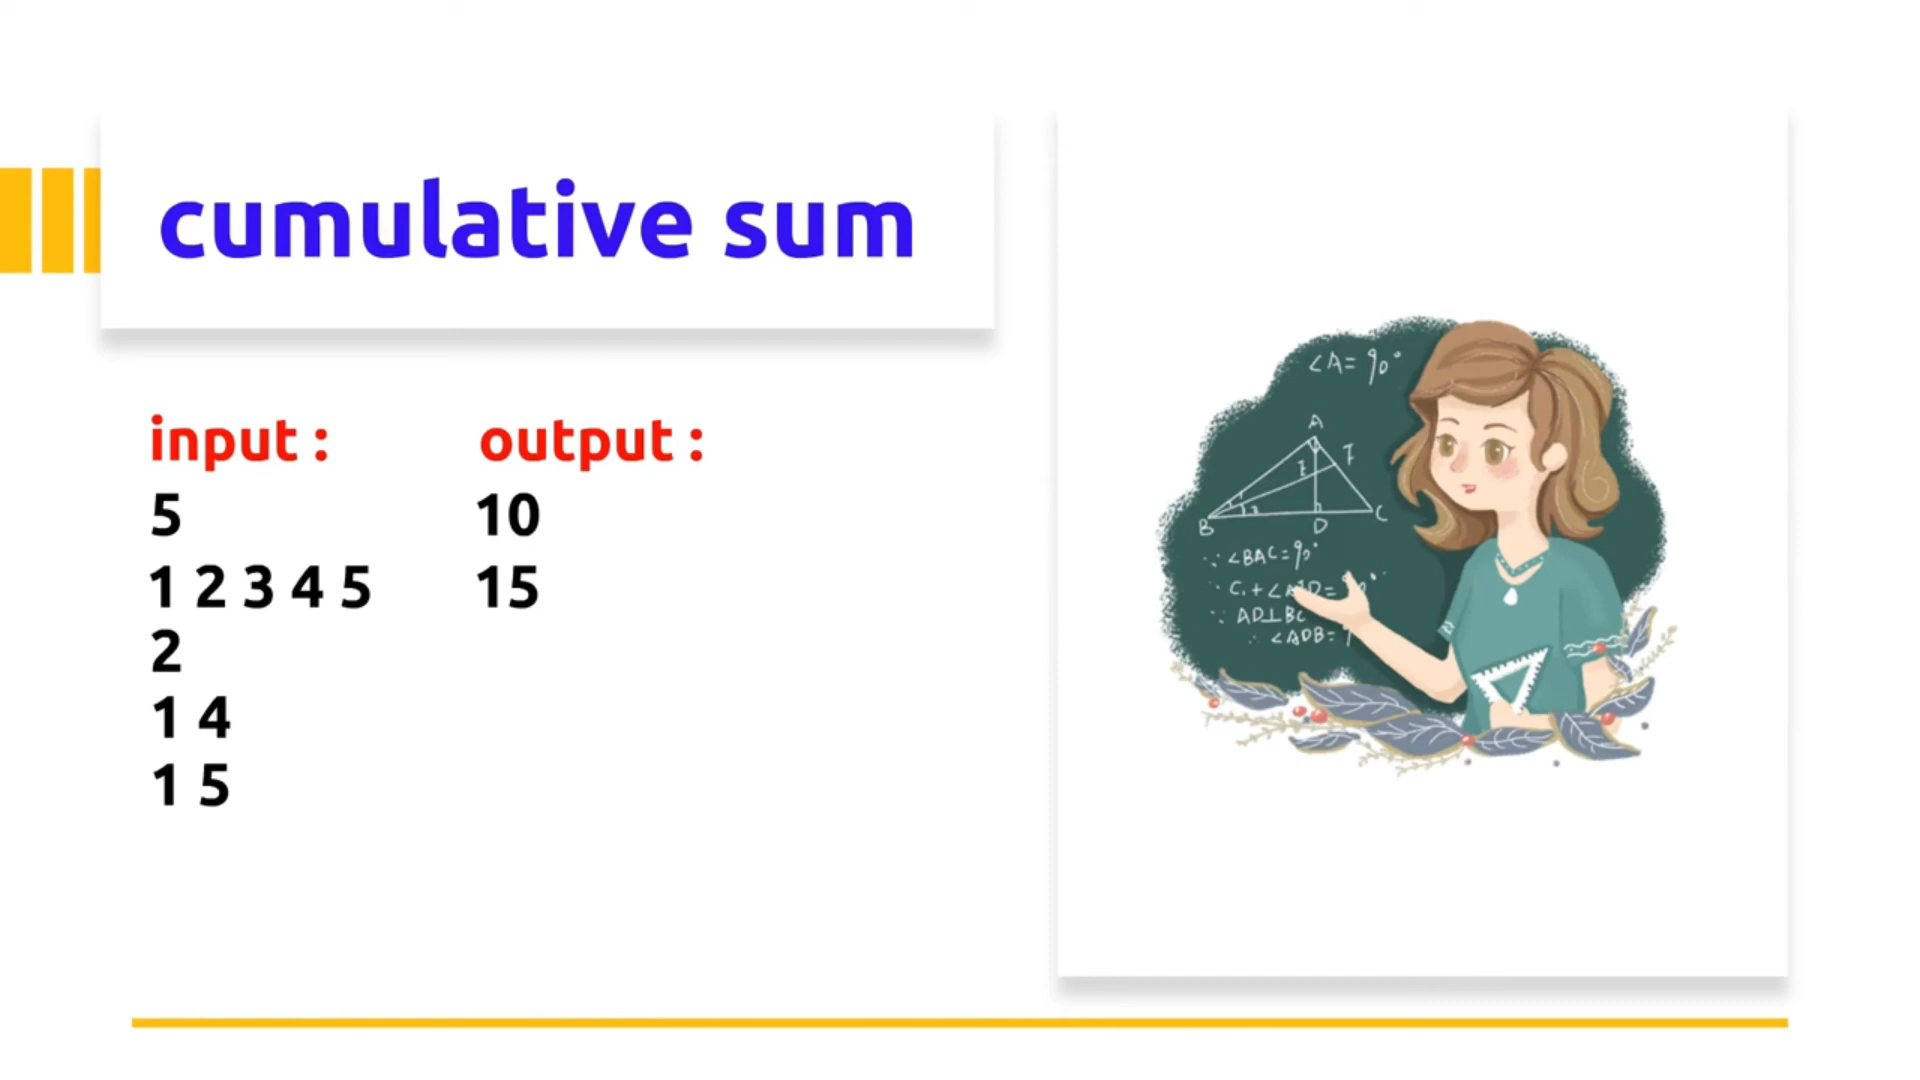 cumulative sum
input :
output :
5
10
1 2 3 4 5
15
2
1 4
1 5
∠A= 90°
A
B
D
C
∵ ∠BAC=90°
AD⊥BC
∠ADB=